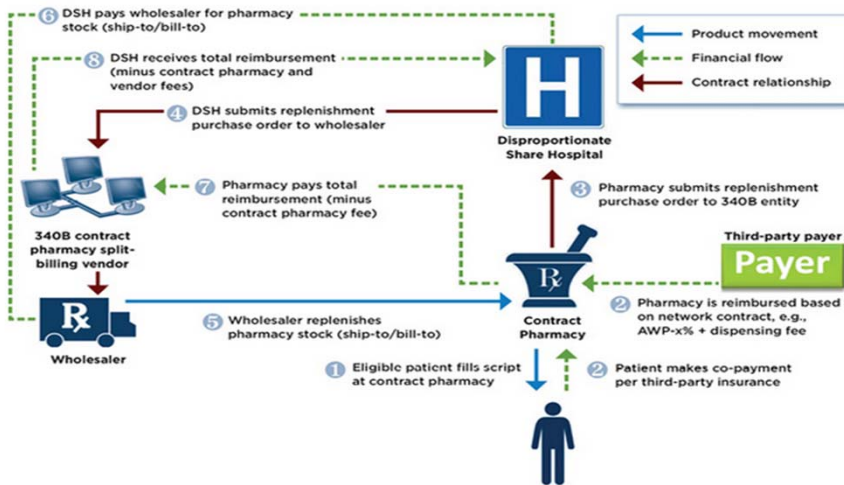 6 DSH pays wholesaler for pharmacy
stock (ship-to/bill-to)
8 DSH receives total reimbursement
(minus contract pharmacy and
vendor fees)
4 DSH submits replenishment
purchase order to wholesaler
H
Disproportionate
Share Hospital
Product movement
Financial flow
Contract relationship
7 Pharmacy pays total
reimbursement (minus
contract pharmacy fee)
3 Pharmacy submits replenishment
purchase order to 340B entity
340B contract
pharmacy split-
billing vendor
Third-party payer
Payer
Rx
Contract
Pharmacy
2 Pharmacy is reimbursed based
on network contract, e.g.,
AWP-x% + dispensing fee
Rx
Wholesaler
5 Wholesaler replenishes
pharmacy stock (ship-to/bill-to)
1 Eligible patient fills script
at contract pharmacy
2 Patient makes co-payment
per third-party insurance